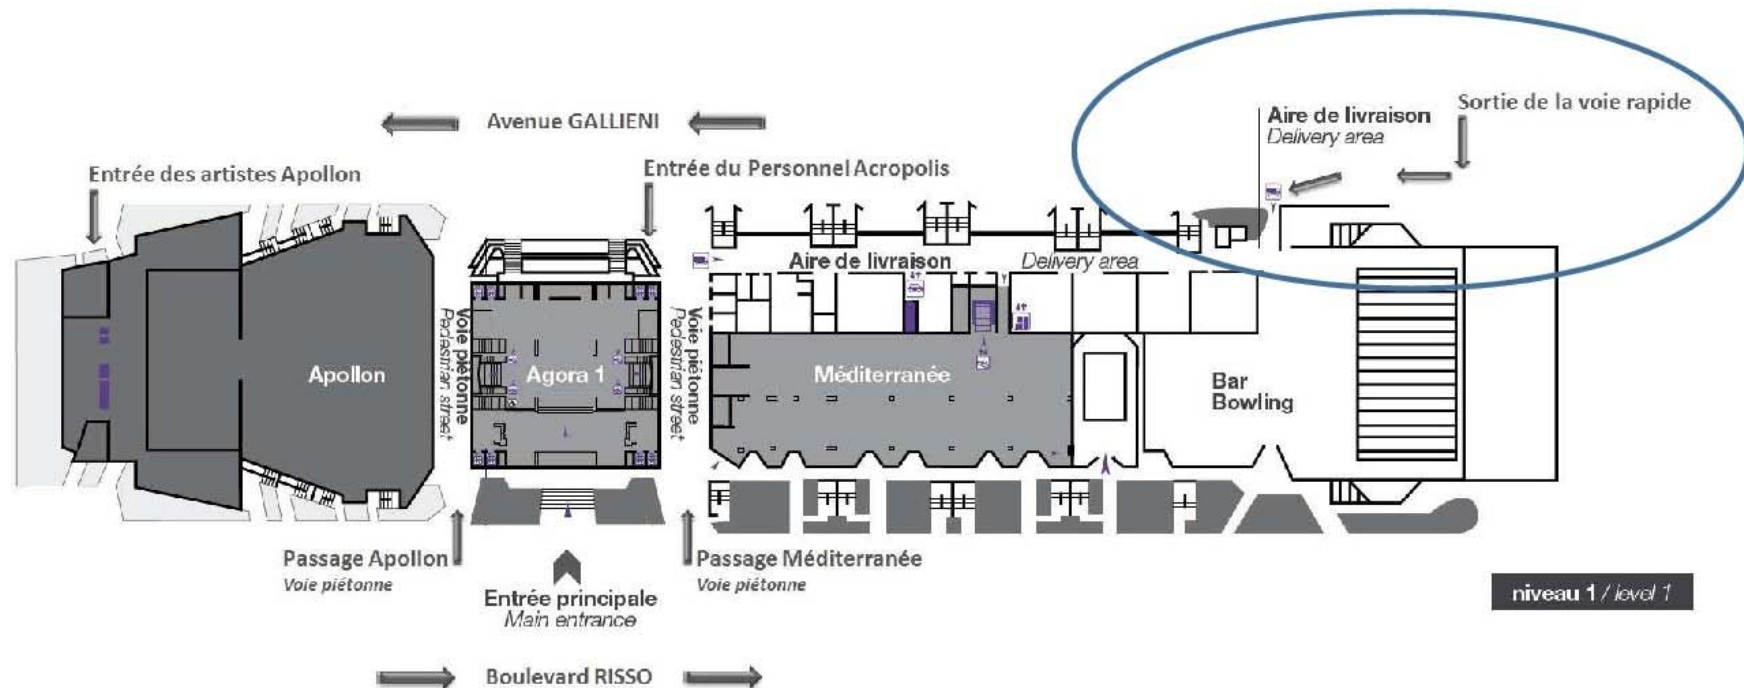 Sortie de la voie rapide
Aire de livraison
Delivery area
Avenue GALLIENI
Entrée des artistes Apollon
Entrée du Personnel Acropolis
Aire de livraison
Delivery area
Voie piétonne
Pedestrian street
Voie piétonne
Pedestrian street
Apollon
Agora 1
Méditerranée
Bar
Bowling
Passage Apollon
Voie piétonne
Passage Méditerranée
Voie piétonne
Entrée principale
Main entrance
niveau 1 / level 1
Boulevard RISSO